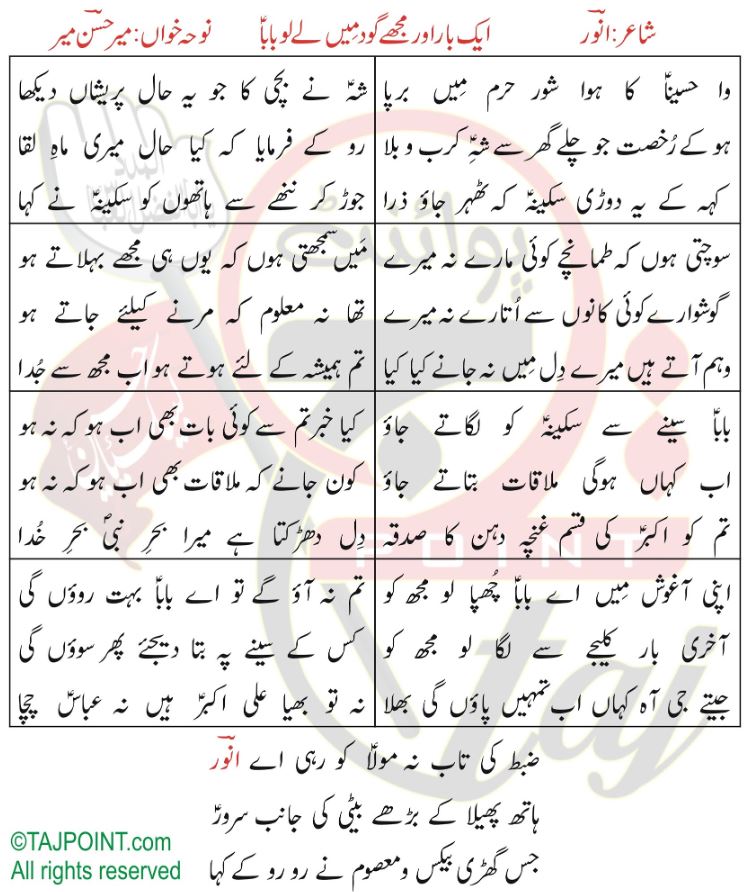 شاعر: انورؔ ایک بار اور مجھے گود میں لے لو باباؑ نوحہ خواں: میر حسن میر
وا حسیناؑ کا ہوا شور حرم میں برپا
ہو کے رُخصت جو چلے گھر سے شہِؑ کرب و بلا
کہہ کے یہ دوڑی سکینہؑ کہ ٹھہر جاؤ ذرا
شہؑ نے بچی کا جو یہ حال پریشاں دیکھا
رو کے فرمایا کہ کیا حال میری ماہِ لقا
جوڑ کر ننھے سے ہاتھوں کو سکینہؑ نے کہا
سوچتی ہوں کہ طمانچے کوئی مارے نہ میرے
گوشوارے کوئی کانوں سے اُتارے نہ میرے
وہم آتے ہیں میرے دِل میں نہ جانے کیا کیا
مَیں سمجھتی ہوں کہ یوں ہی مجھے بہلاتے ہو
تھا نہ معلوم کہ مرنے کیلئے جاتے ہو
تم ہمیشہ کے لئے ہوتے ہو اب مجھ سے جُدا
باباؑ سینے سے سکینہؑ کو لگاتے جاؤ
اب کہاں ہوگی ملاقات بتاتے جاؤ
تم کو اکبرؑ کی قسم غنچہ دہن کا صدقہ
کیا خبر تم سے کوئی بات بھی اب ہو کہ نہ ہو
کون جانے کہ ملاقات بھی اب ہو کہ نہ ہو
دِل دھڑکتا ہے میرا بحرِ نبیؐ بحرِ خُدا
اپنی آغوش میں اے باباؑ چُھپا لو مجھ کو
آخری بار کلیجے سے لگا لو مجھ کو
جیتے جی آہ کہاں اب تمہیں پاؤں گی بھلا
تم نہ آؤ گے تو اے باباؑ بہت روؤں گی
کس کے سینے پہ بتا دیجئے پھر سوؤں گی
نہ تو بھیا علی اکبرؑ ہیں نہ عباسؑ چچا
ضبط کی تاب نہ مولاؑ کو رہی اے انورؔ
ہاتھ پھیلا کے بڑھے بیٹی کی جانب سرورؑ
جس گھڑی بیکس و معصوم نے رو رو کے کہا
©TAJPOINT.com
All rights reserved
پوائنٹ
POINT
taj